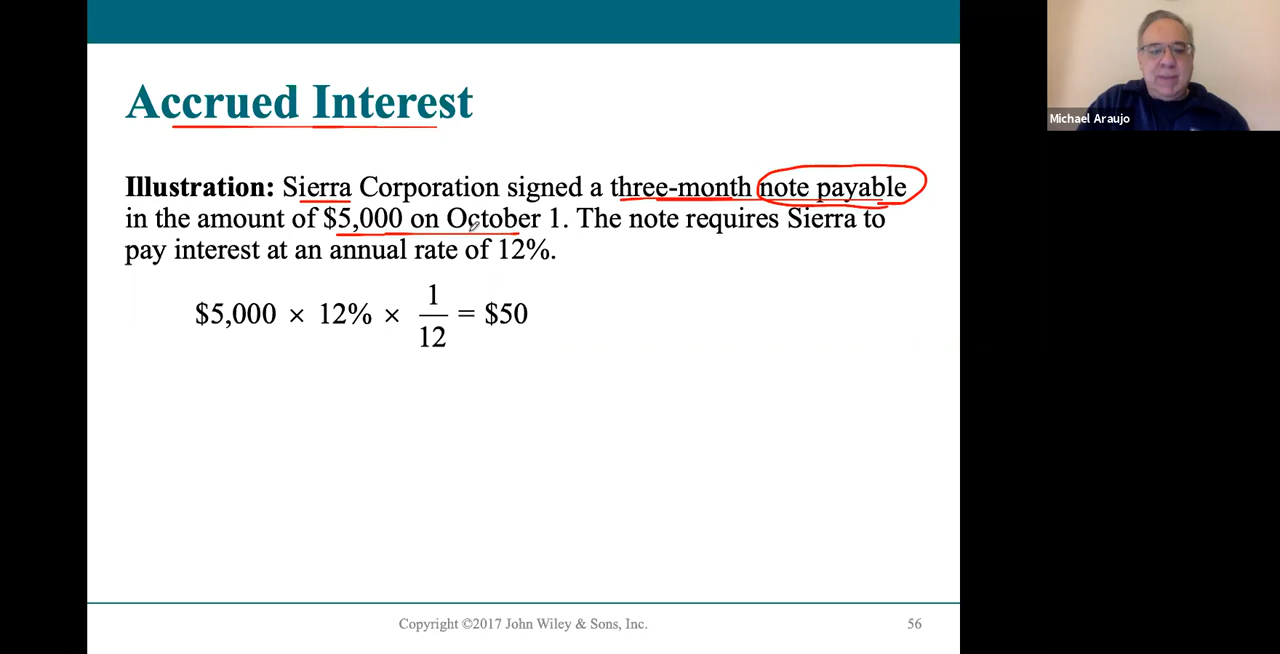 Accrued Interest
Illustration: Sierra Corporation signed a three-month note payable
in the amount of $5,000 on October 1. The note requires Sierra to
pay interest at an annual rate of 12%.
$5,000 × 12% × 1/12 = $50
Copyright ©2017 John Wiley & Sons, Inc.
56
Michael Araujo